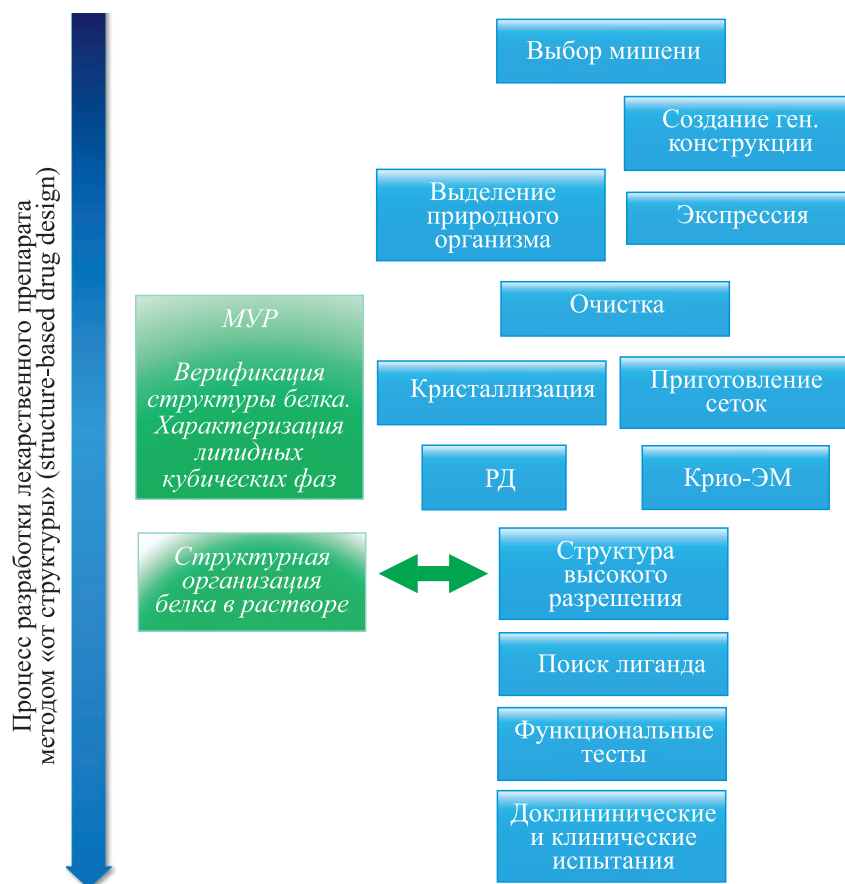 Процесс разработки лекарственного препарата
методом «от структуры» (structure-based drug design)
Выбор мишени
Создание ген.
конструкции
Выделение
природного
организма
Экспрессия
Очистка
МУР
Верификация
структуры белка.
Характеризация
липидных
кубических фаз
Кристаллизация
Приготовление
сеток
РД
Крио-ЭМ
Структурная
организация
белка в растворе
Структура
высокого
разрешения
Поиск лиганда
Функциональные
тесты
Доклининические
и клинические
испытания